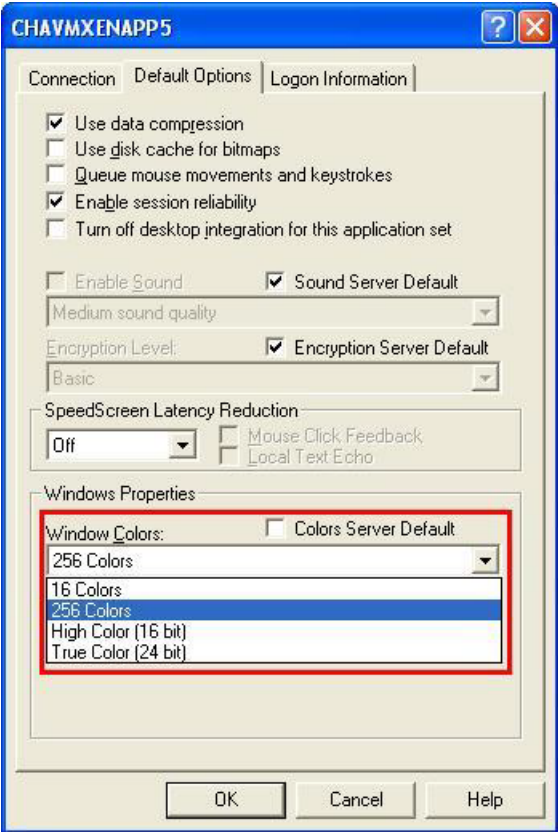 CHAVMXENAPP5
Connection Default Options Logon Information
Use data compression
Use disk cache for bitmaps
Queue mouse movements and keystrokes
Enable session reliability
Turn off desktop integration for this application set
Enable Sound Sound Server Default
Medium sound quality
Encryption Level: Encryption Server Default
Basic
SpeedScreen Latency Reduction
Off Mouse Click Feedback
Local Text Echo
Windows Properties
Window Colors: Colors Server Default
256 Colors
16 Colors
256 Colors
High Color (16 bit)
True Color (24 bit)
OK Cancel Help